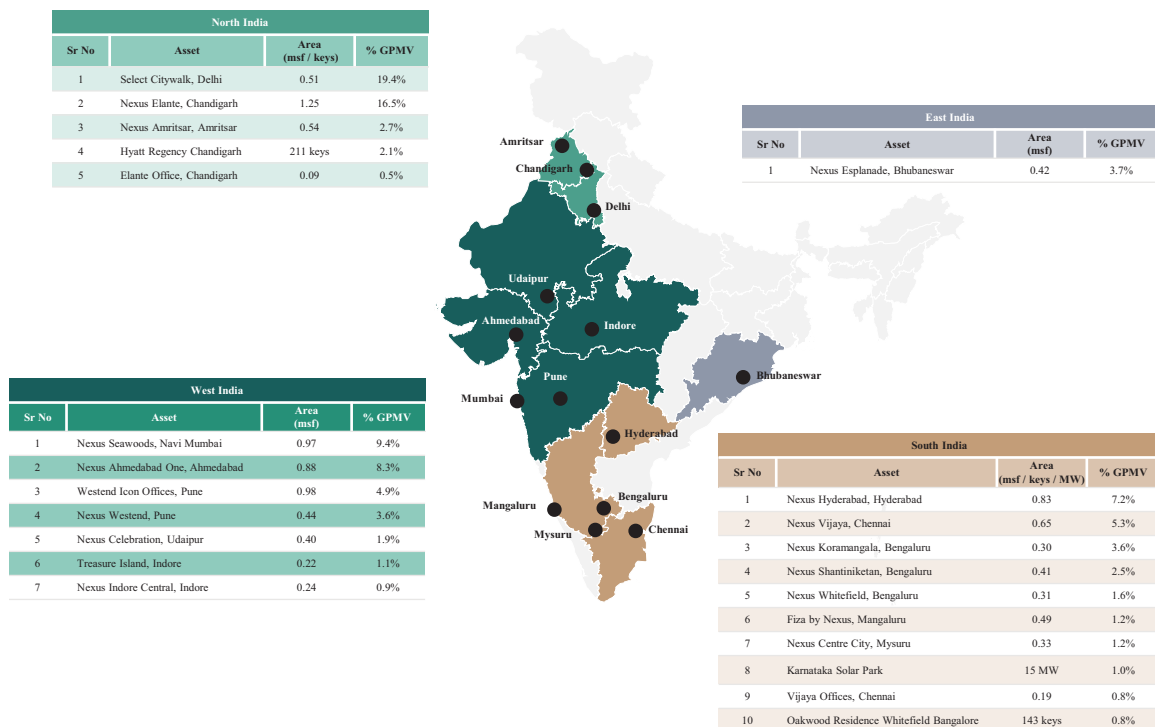 North India
Sr No Asset Area (msf / keys) % GPMV
1 Select Citywalk, Delhi 0.51 19.4%
2 Nexus Elante, Chandigarh 1.25 16.5%
3 Nexus Amritsar, Amritsar 0.54 2.7%
4 Hyatt Regency Chandigarh 211 keys 2.1%
5 Elante Office, Chandigarh 0.09 0.5%
East India
Sr No Asset Area (msf) % GPMV
1 Nexus Esplanade, Bhubaneswar 0.42 3.7%
Amritsar
Chandigarh
Delhi
Udaipur
Ahmedabad
Indore
Bhubaneswar
Pune
Mumbai
Hyderabad
Bengaluru
Mangaluru
Mysuru
Chennai
West India
Sr No Asset Area (msf) % GPMV
1 Nexus Seawoods, Navi Mumbai 0.97 9.4%
2 Nexus Ahmedabad One, Ahmedabad 0.88 8.3%
3 Westend Icon Offices, Pune 0.98 4.9%
4 Nexus Westend, Pune 0.44 3.6%
5 Nexus Celebration, Udaipur 0.40 1.9%
6 Treasure Island, Indore 0.22 1.1%
7 Nexus Indore Central, Indore 0.24 0.9%
South India
Sr No Asset Area (msf / keys / MW) % GPMV
1 Nexus Hyderabad, Hyderabad 0.83 7.2%
2 Nexus Vijaya, Chennai 0.65 5.3%
3 Nexus Koramangala, Bengaluru 0.30 3.6%
4 Nexus Shantiniketan, Bengaluru 0.41 2.5%
5 Nexus Whitefield, Bengaluru 0.31 1.6%
6 Fiza by Nexus, Mangaluru 0.49 1.2%
7 Nexus Centre City, Mysuru 0.33 1.2%
8 Karnataka Solar Park 15 MW 1.0%
9 Vijaya Offices, Chennai 0.19 0.8%
10 Oakwood Residence Whitefield Bangalore 143 keys 0.8%